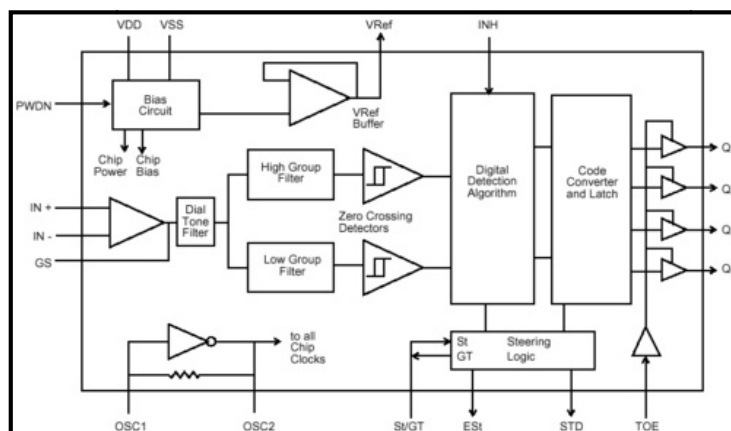 VDD
VSS
VRef
INH
PWDN
Bias
Circuit
VRef
Buffer
Chip
Power
Chip
Bias
High Group
Filter
Digital
Detection
Algorithm
Code
Converter
and Latch
Q
Q
Q
Q
IN +
IN -
GS
Dial
Tone
Filter
Zero Crossing
Detectors
Low Group
Filter
to all
Chip
Clocks
St
GT
Steering
Logic
OSC1
OSC2
St/GT
ESt
STD
TOE